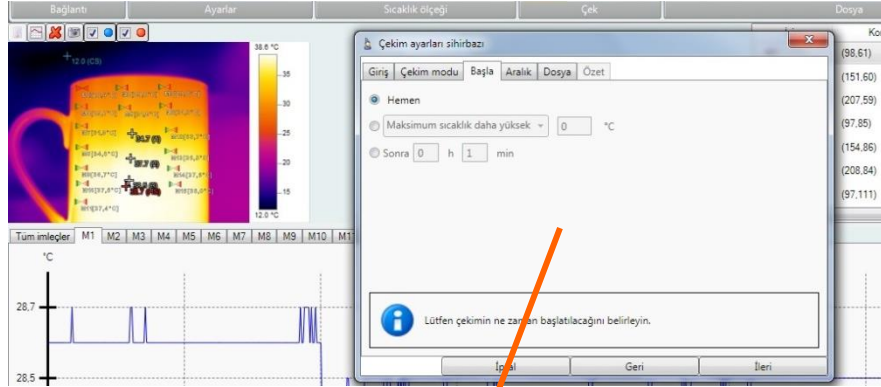 Bağlantı Ayarlar Sıcaklık ölçeği Çek Dosya
38.6 °C
12.0 (CS)
35
30
25
20
15
12.0 °C
Çekim ayarları sihirbazı
Giriş Çekim modu Başla Aralık Dosya Özet
Hemen
Maksimum sıcaklık daha yüksek 0 °C
Sonra 0 h 1 min
Lütfen çekimin ne zaman başlatılacağını belirleyin.
İptal Geri İleri
(98,61)
(151,60)
(207,59)
(97,85)
(154,86)
(208,84)
(97,111)
Tüm imleçler M1 M2 M3 M4 M5 M6 M7 M8 M9 M10
°C
28,7
28,5